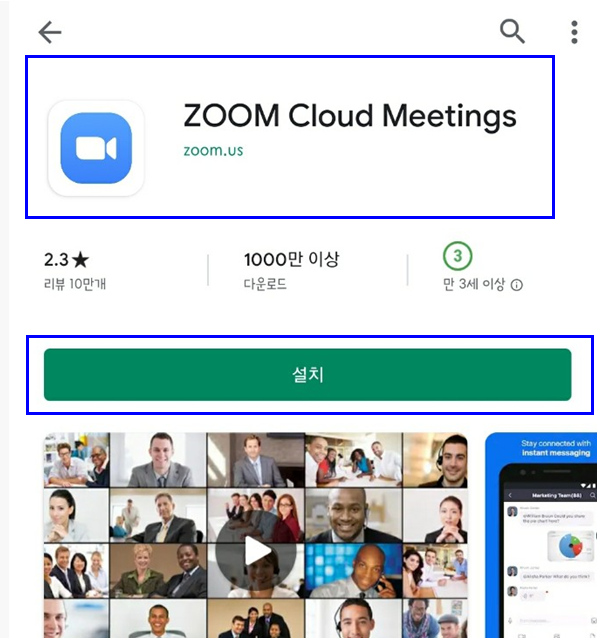 ZOOM Cloud Meetings
zoom.us
2.3★
리뷰 10만개
1000만 이상
다운로드
3
만 3세 이상
설치
Stay connected with
instant messaging
Marketing Team(84)